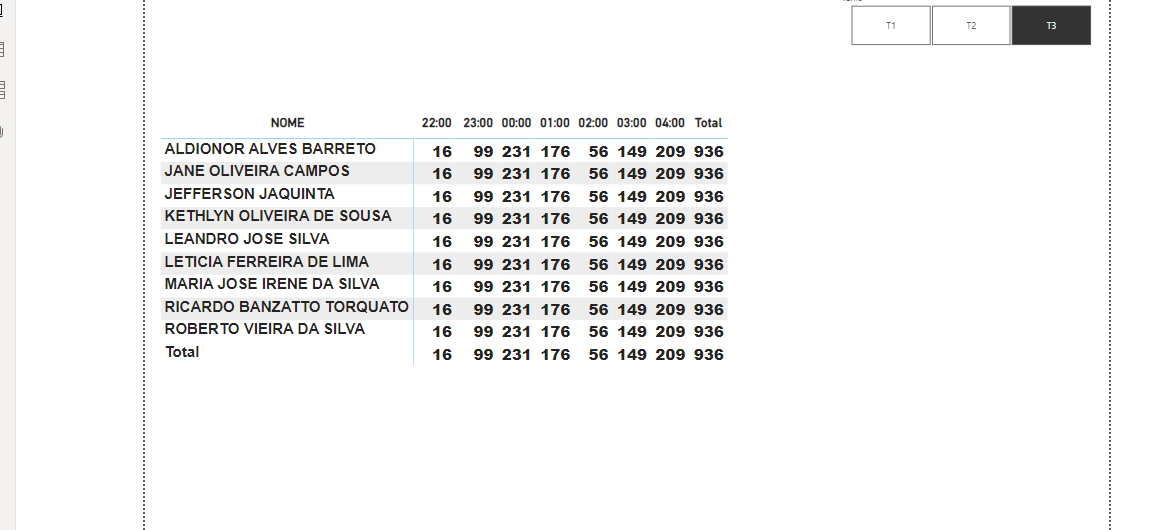 T1 T2 T3
NOME 22:00 23:00 00:00 01:00 02:00 03:00 04:00 Total
ALDIONOR ALVES BARRETO 16 99 231 176 56 149 209 936
JANE OLIVEIRA CAMPOS 16 99 231 176 56 149 209 936
JEFFERSON JAQUINTA 16 99 231 176 56 149 209 936
KETHLYN OLIVEIRA DE SOUSA 16 99 231 176 56 149 209 936
LEANDRO JOSE SILVA 16 99 231 176 56 149 209 936
LETICIA FERREIRA DE LIMA 16 99 231 176 56 149 209 936
MARIA JOSE IRENE DA SILVA 16 99 231 176 56 149 209 936
RICARDO BANZATTO TORQUATO 16 99 231 176 56 149 209 936
ROBERTO VIEIRA DA SILVA 16 99 231 176 56 149 209 936
Total 16 99 231 176 56 149 209 936